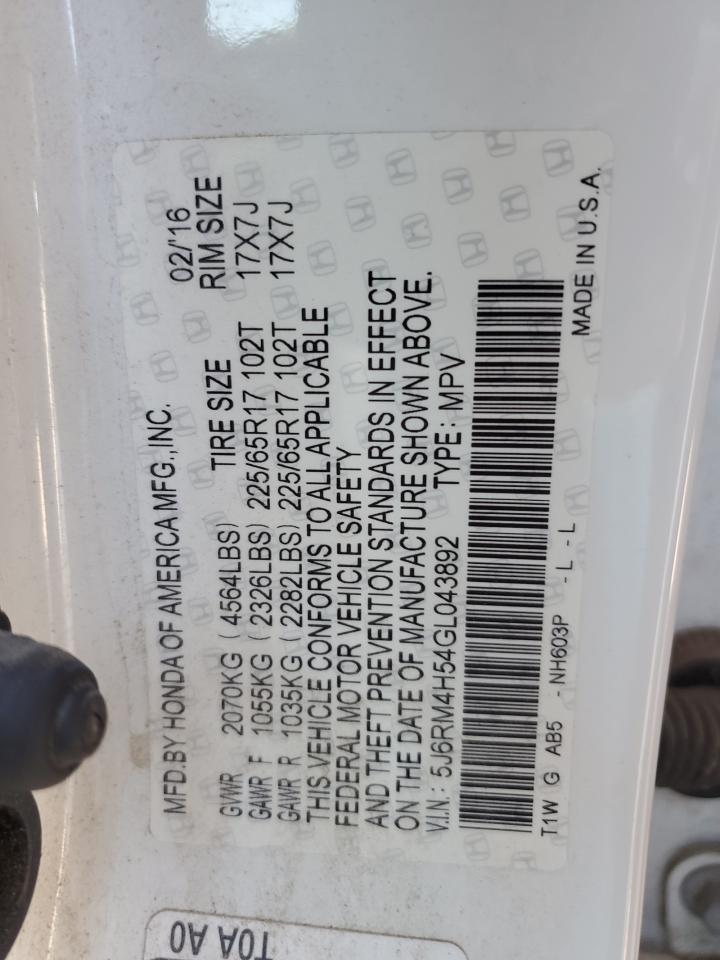 MFD.BY HONDA OF AMERICA MFG.,INC. 02/'16
TIRE SIZE RIM SIZE
GVWR 2070KG (4564LBS)
GAWR F 1055KG (2326LBS) 225/65R17 102T 17X7J
GAWR R 1035KG (2282LBS) 225/65R17 102T 17X7J
THIS VEHICLE CONFORMS TO ALL APPLICABLE
FEDERAL MOTOR VEHICLE SAFETY
AND THEFT PREVENTION STANDARDS IN EFFECT
ON THE DATE OF MANUFACTURE SHOWN ABOVE.
V.I.N.: 5J6RM4H54GL043892 TYPE: MPV
T1W G AB5 - NH603P - L - L
MADE IN U.S.A.
T0A A0